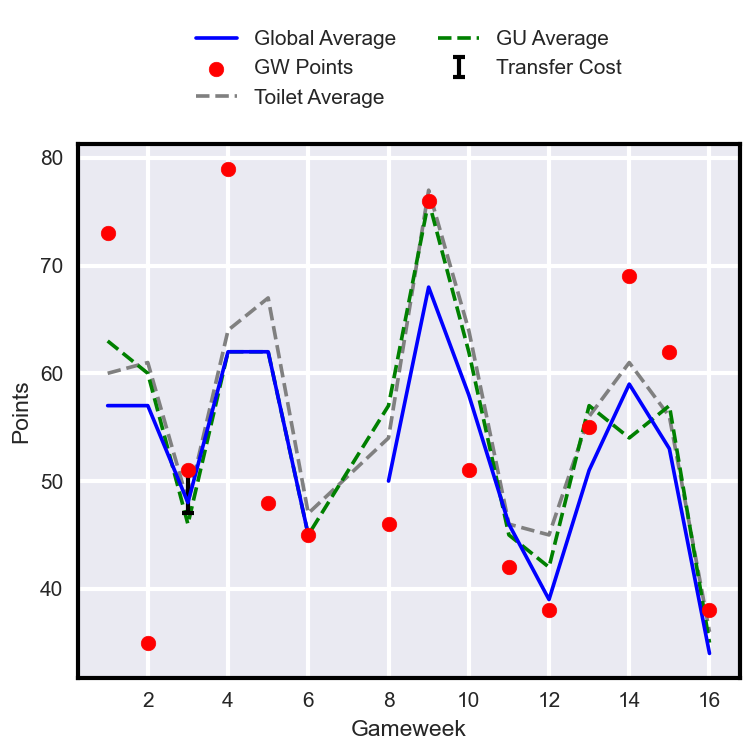 Global Average
GW Points
Toilet Average
GU Average
Transfer Cost
80
70
60
50
40
Points
2 4 6 8 10 12 14 16
Gameweek